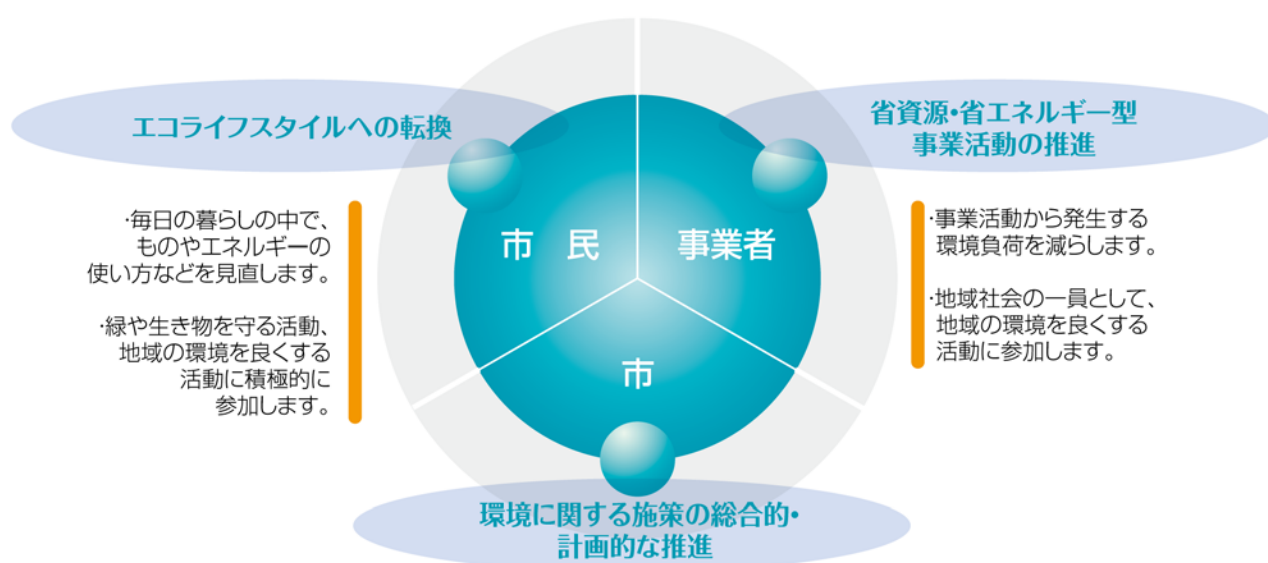 エコライフスタイルへの転換
・毎日の暮らしの中で、
ものやエネルギーの
使い方などを見直します。
・緑や生き物を守る活動、
地域の環境を良くする
活動に積極的に
参加します。
市 民
事業者
市
省資源・省エネルギー型
事業活動の推進
・事業活動から発生する
環境負荷を減らします。
・地域社会の一員として、
地域の環境を良くする
活動に参加します。
環境に関する施策の総合的・
計画的な推進